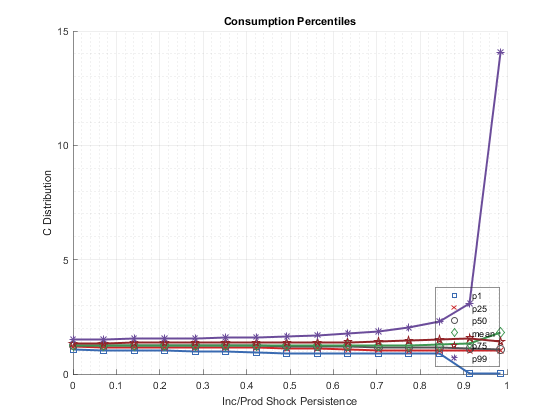 Consumption Percentiles
15
10
5
0
C Distribution
p1
p25
p50
mean
p75
p99
0 0.1 0.2 0.3 0.4 0.5 0.6 0.7 0.8 0.9 1
Inc/Prod Shock Persistence